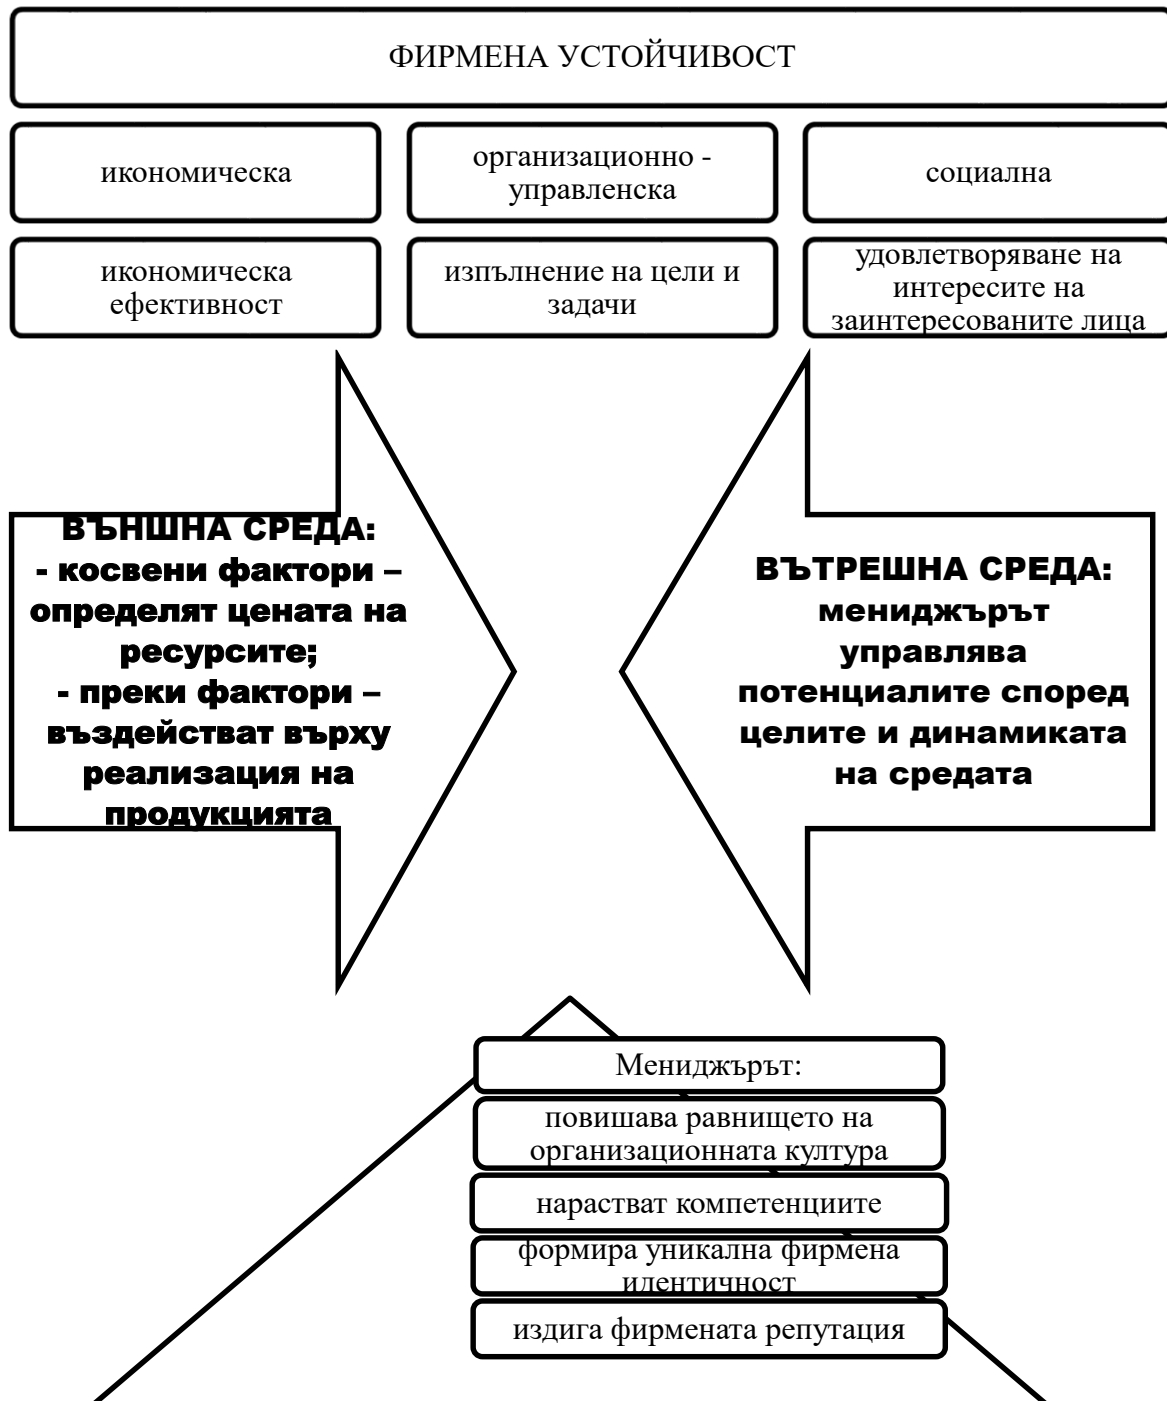 ФИРМЕНА УСТОЙЧИВОСТ
икономическа
организационно -
управленска
социална
икономическа
ефективност
изпълнение на цели и
задачи
удовлетворяване на
интересите на
заинтересованите лица
ВЪНШНА СРЕДА:
- косвени фактори –
определят цената на
ресурсите;
- преки фактори –
въздействат върху
реализация на
продукцията
ВЪТРЕШНА СРЕДА:
мениджърът
управлява
потенциалите според
целите и динамиката
на средата
Мениджърът:
повишава равнището на
организационната култура
нарастват компетенциите
формира уникална фирмена
идентичност
издига фирмената репутация